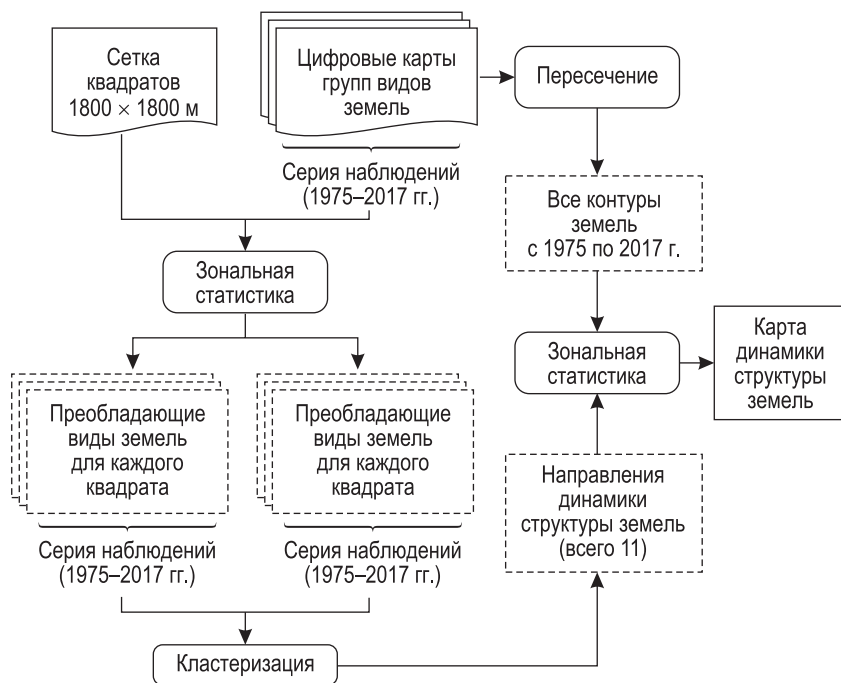 Сетка
квадратов
1800 × 1800 м
Цифровые карты
групп видов
земель
Пересечение
Серия наблюдений
(1975–2017 гг.)
Все контуры
земель
с 1975 по 2017 г.
Зональная
статистика
Зональная
статистика
Карта
динамики
структуры
земель
Преобладающие
виды земель
для каждого
квадрата
Преобладающие
виды земель
для каждого
квадрата
Направления
динамики
структуры земель
(всего 11)
Серия наблюдений
(1975–2017 гг.)
Серия наблюдений
(1975–2017 гг.)
Кластеризация